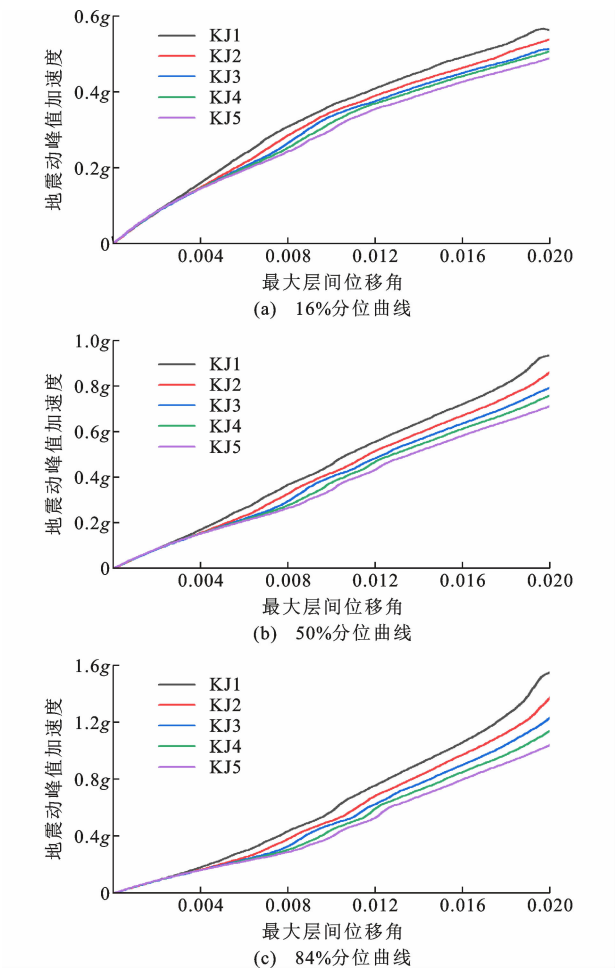 0.6g
KJ1
KJ2
0.4g
KJ3
KJ4
KJ5
0.2g
0
地震动峰值加速度
0.004
0.008
0.012
0.016
0.020
最大层间位移角
(a) 16%分位曲线
1.0g
KJ1
0.8g
KJ2
KJ3
0.6g
KJ4
KJ5
0.4g
0.2g
0
地震动峰值加速度
0.004
0.008
0.012
0.016
0.020
最大层间位移角
(b) 50%分位曲线
1.6g
KJ1
KJ2
1.2g
KJ3
KJ4
KJ5
0.8g
0.4g
0
地震动峰值加速度
0.004
0.008
0.012
0.016
0.020
最大层间位移角
(c) 84%分位曲线